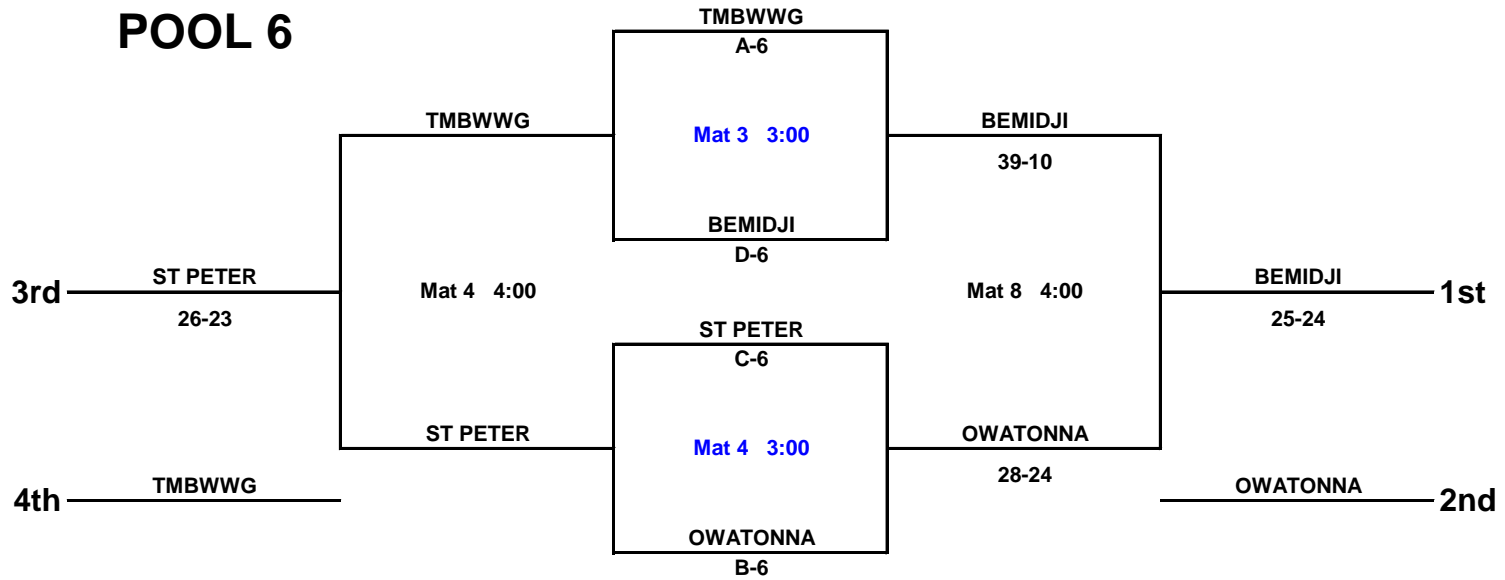 POOL 6
TMBWWG
A-6
TMBWWG
Mat 3 3:00
BEMIDJI
39-10
BEMIDJI
D-6
3rd
ST PETER
26-23
Mat 4 4:00
Mat 8 4:00
BEMIDJI
25-24
1st
ST PETER
C-6
ST PETER
Mat 4 3:00
OWATONNA
28-24
4th
TMBWWG
OWATONNA
2nd
OWATONNA
B-6